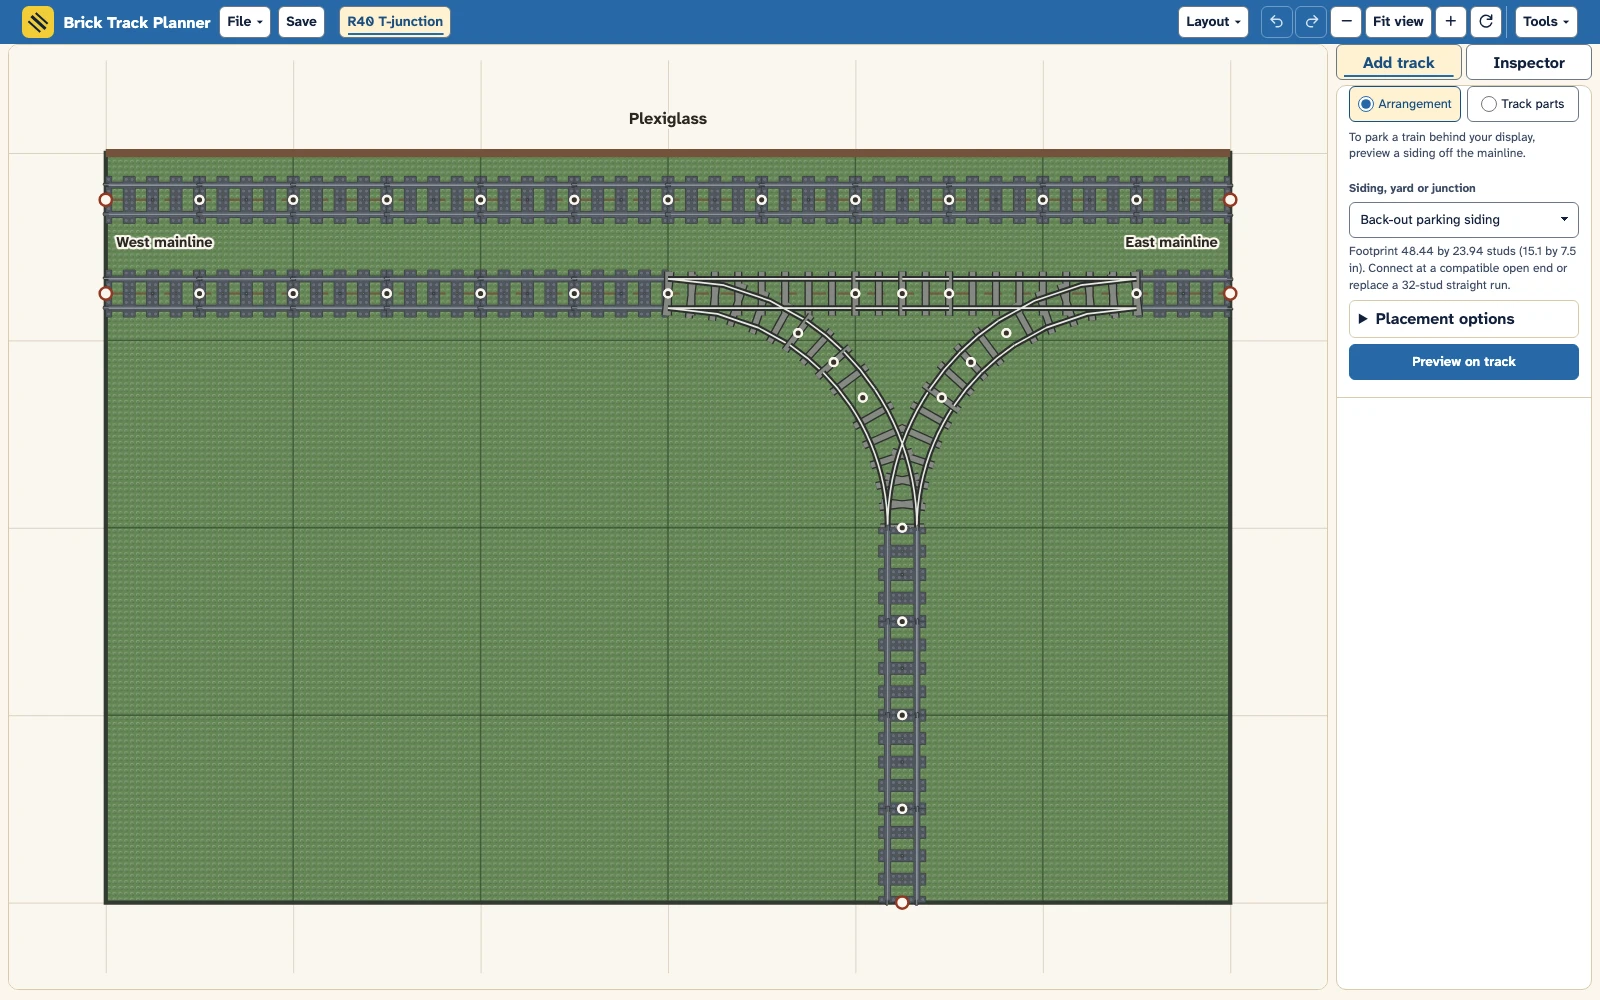 Brick Track Planner
File
Save
R40 T-junction
Layout
Fit view
Tools
Add track
Inspector
Arrangement
Track parts
To park a train behind your display,
preview a siding off the mainline.
Siding, yard or junction
Back-out parking siding
Footprint 48.44 by 23.94 studs (15.1 by 7.5
in). Connect at a compatible open end or
replace a 32-stud straight run.
Placement options
Preview on track
Plexiglass
West mainline
East mainline